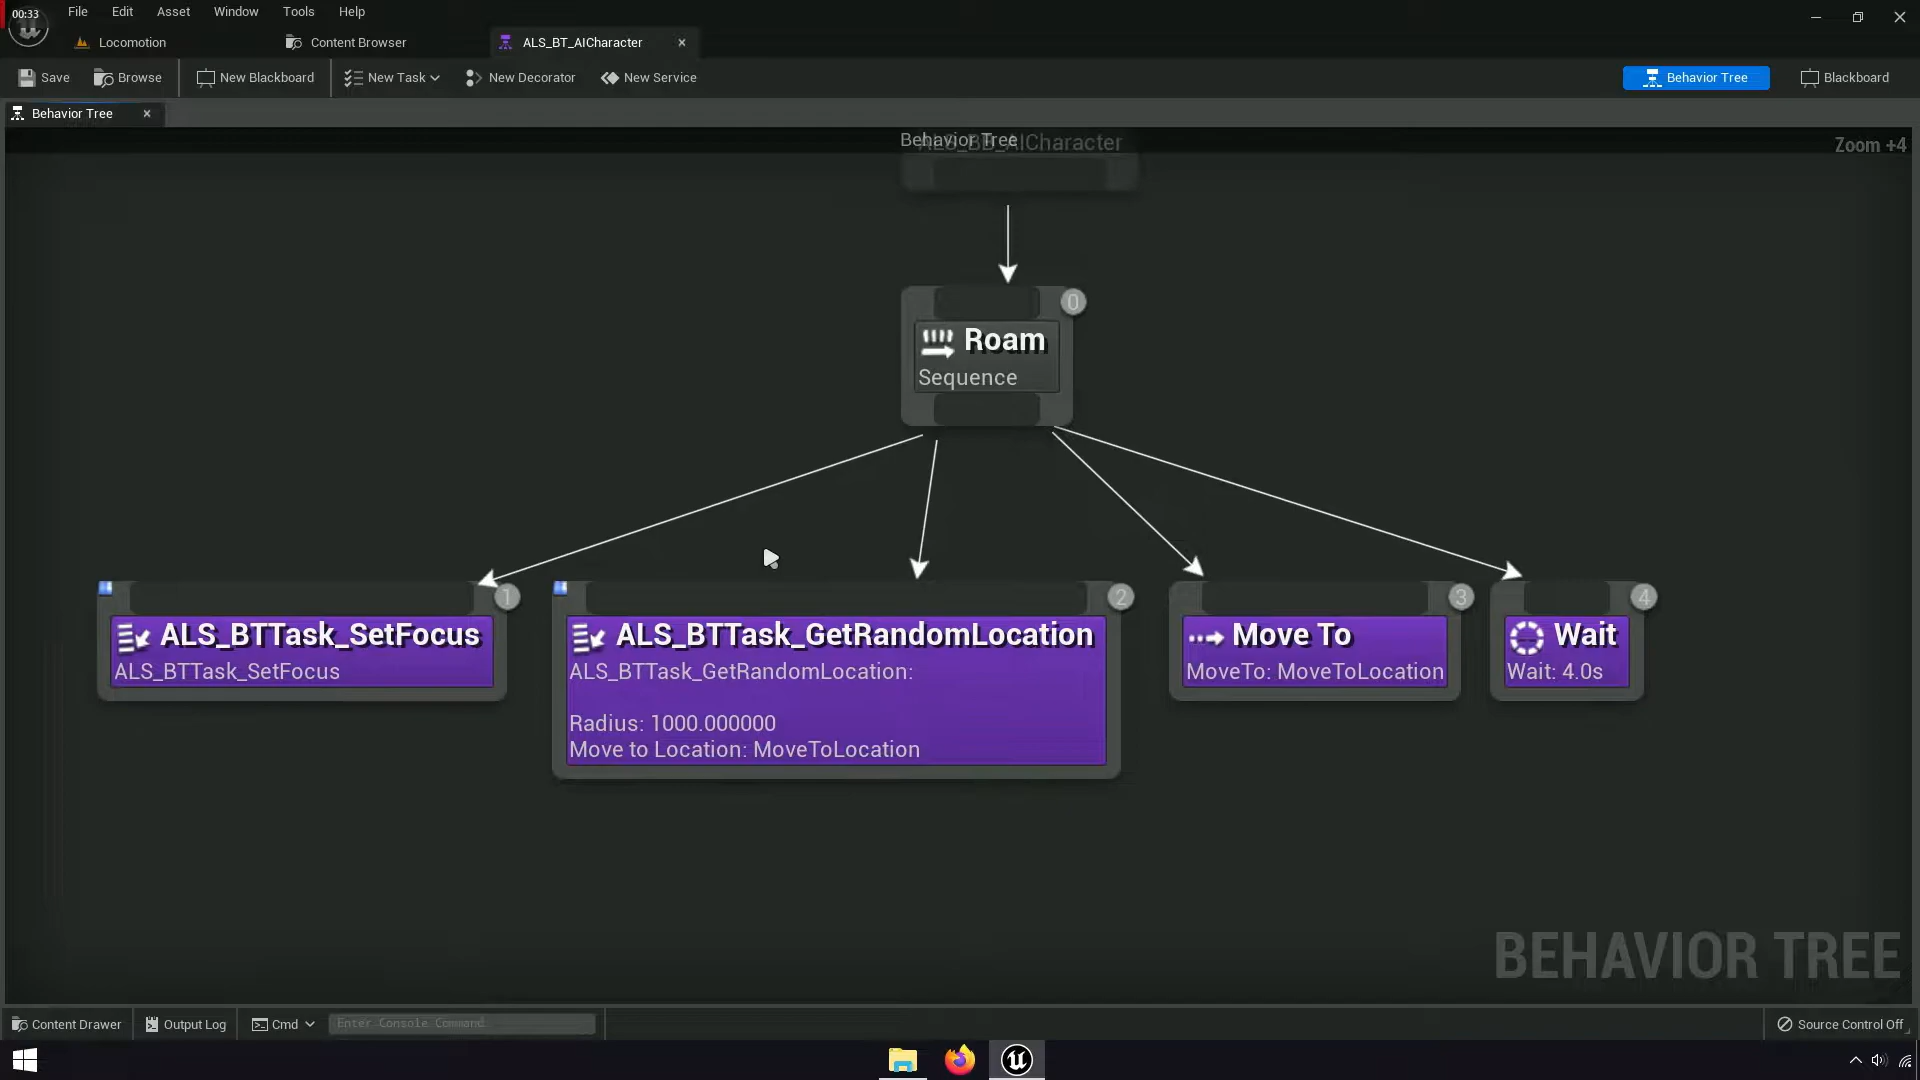 00:33
File Edit Asset Window Tools Help
Locomotion Content Browser ALS_BT_AICharacter
Save Browse New Blackboard New Task New Decorator New Service Behavior Tree Blackboard
Behavior Tree
Behavior Tree
ALS_BB_AICharacter
Zoom +4
0
Roam
Sequence
1
ALS_BTTask_SetFocus
ALS_BTTask_SetFocus
2
ALS_BTTask_GetRandomLocation
ALS_BTTask_GetRandomLocation:
Radius: 1000.000000
Move to Location: MoveToLocation
3
Move To
MoveTo: MoveToLocation
4
Wait
Wait: 4.0s
BEHAVIOR TREE
Content Drawer Output Log Cmd Enter Console Command Source Control Off